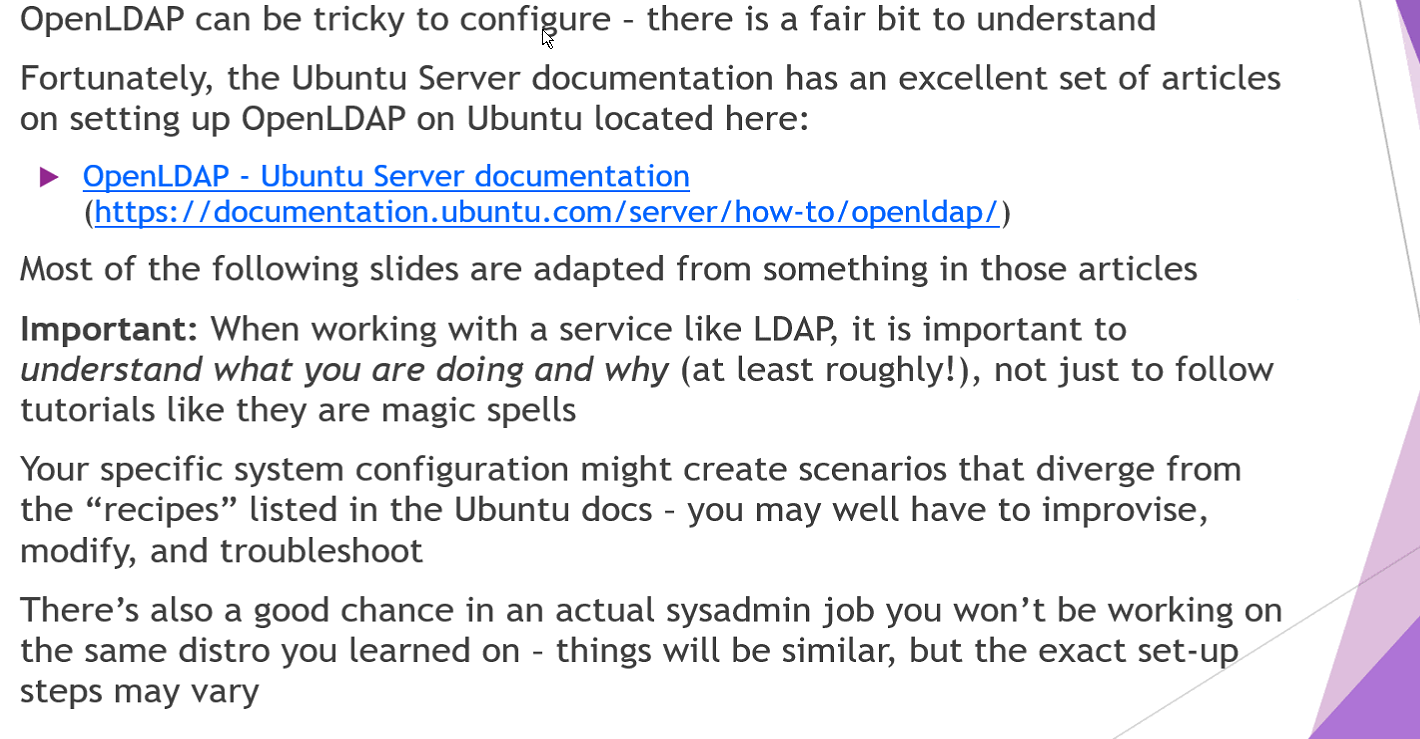 OpenLDAP can be tricky to configure – there is a fair bit to understand
Fortunately, the Ubuntu Server documentation has an excellent set of articles
on setting up OpenLDAP on Ubuntu located here:
OpenLDAP - Ubuntu Server documentation
(https://documentation.ubuntu.com/server/how-to/openldap/)
Most of the following slides are adapted from something in those articles
Important: When working with a service like LDAP, it is important to
understand what you are doing and why (at least roughly!), not just to follow
tutorials like they are magic spells
Your specific system configuration might create scenarios that diverge from
the “recipes” listed in the Ubuntu docs – you may well have to improvise,
modify, and troubleshoot
There’s also a good chance in an actual sysadmin job you won’t be working on
the same distro you learned on – things will be similar, but the exact set-up
steps may vary